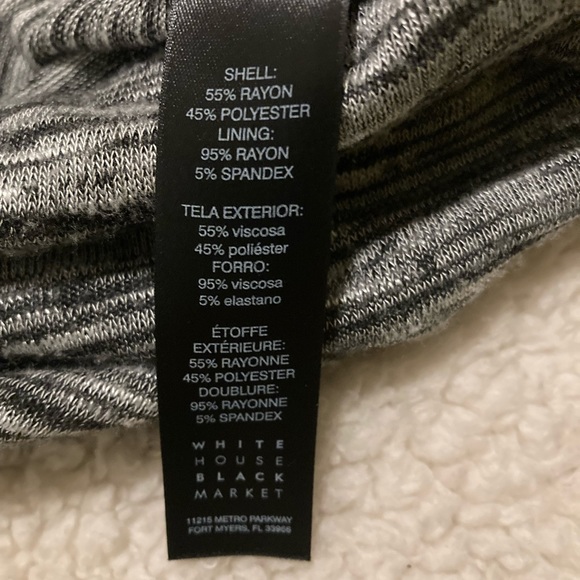 SHELL:
55% RAYON
45% POLYESTER
LINING:
95% RAYON
5% SPANDEX
TELA EXTERIOR:
55% viscosa
45% poliéster
FORRO:
95% viscosa
5% elastano
ÉTOFFE
EXTÉRIEURE:
55% RAYONNE
45% POLYESTER
DOUBLURE:
95% RAYONNE
5% SPANDEX
WHITE
HOUSE
BLACK
MARKET
11215 METRO PARKWAY
FORT MYERS, FL 33966